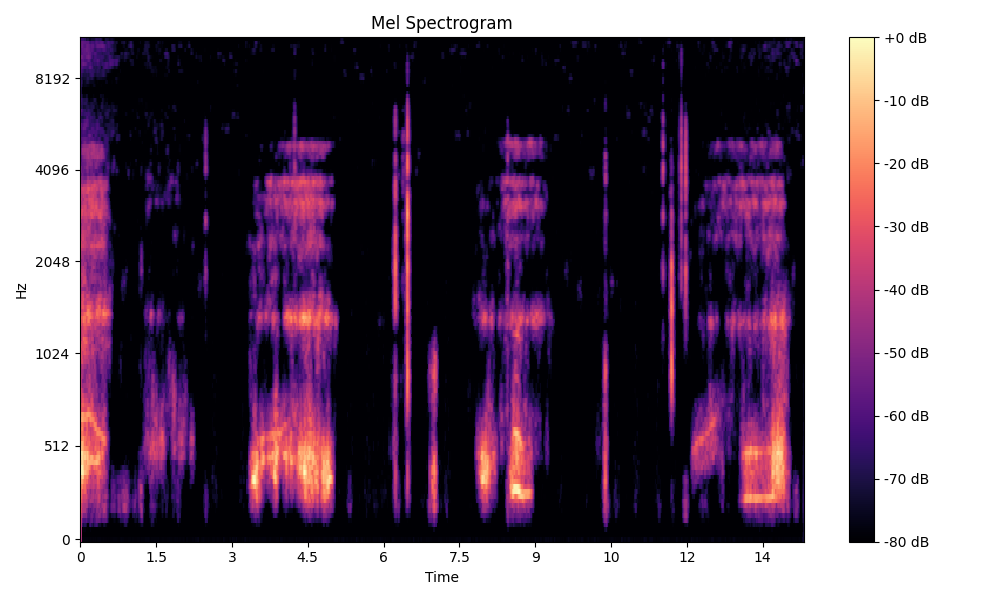 Mel Spectrogram
+0 dB
8192
-10 dB
-20 dB
4096
-30 dB
2048
-40 dB
Hz
1024
-50 dB
-60 dB
512
-70 dB
0
-80 dB
0 1.5 3 4.5 6 7.5 9 10 12 14
Time